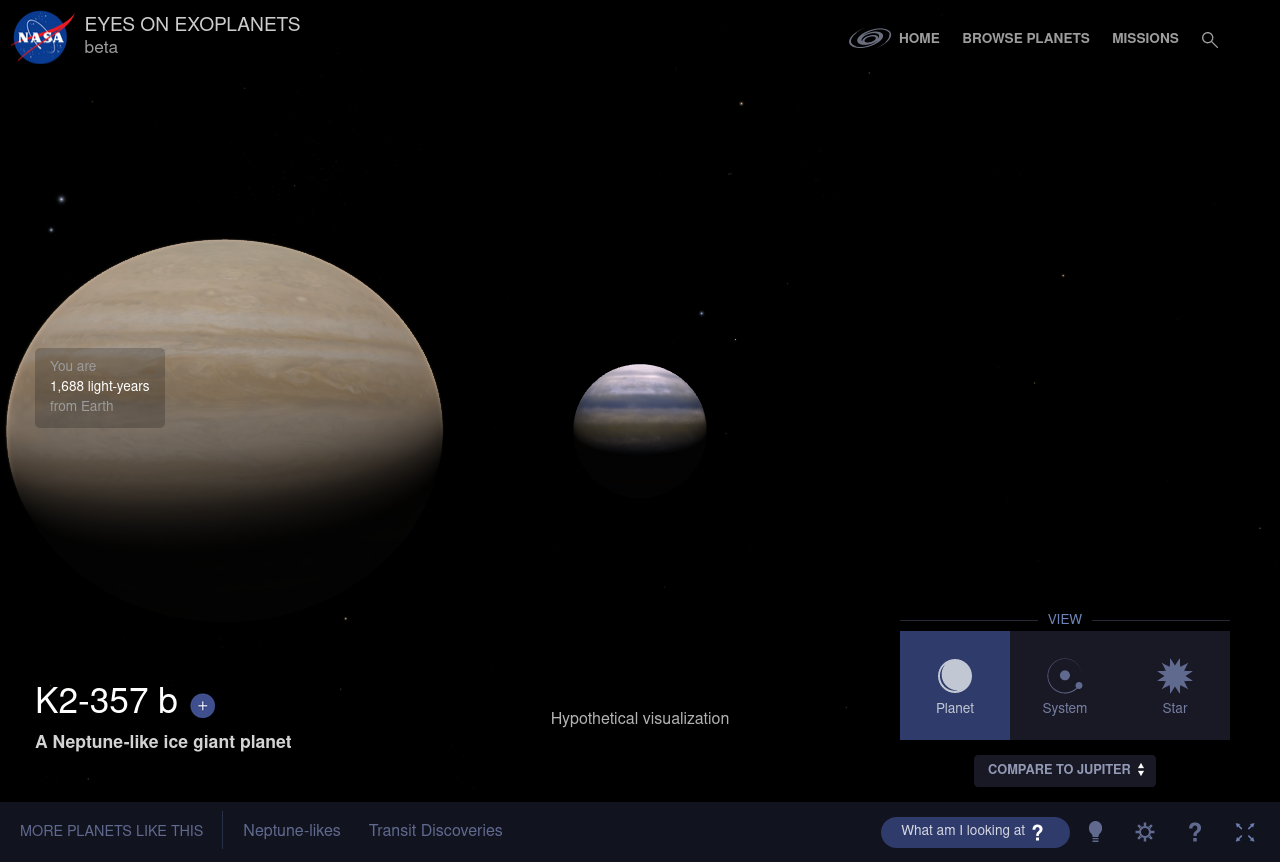 NASA
EYES ON EXOPLANETS
beta
HOME
BROWSE PLANETS
MISSIONS
You are
1,688 light-years
from Earth
K2-357 b +
A Neptune-like ice giant planet
Hypothetical visualization
VIEW
Planet
System
Star
COMPARE TO JUPITER
MORE PLANETS LIKE THIS
Neptune-likes
Transit Discoveries
What am I looking at ?
?